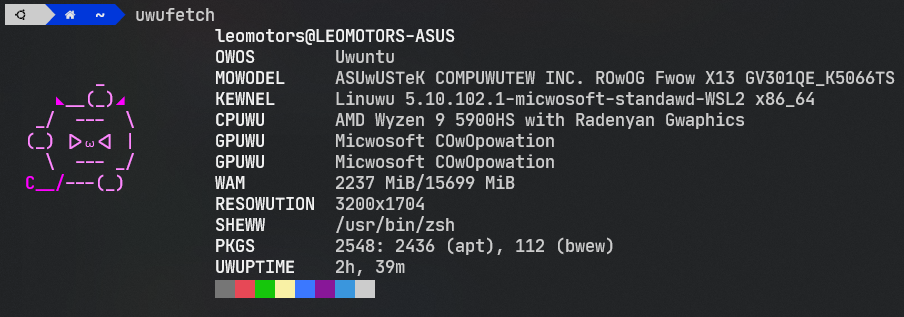 ~ uwufetch
leomotors@LEOMOTORS-ASUS
OWOS Uwuntu
MOWODEL ASUwUSTeK COMPUWUTEW INC. ROwOG Fwow X13 GV301QE_K5066TS
KEWNEL Linuwu 5.10.102.1-micwosoft-standawd-WSL2 x86_64
CPUWU AMD Wyzen 9 5900HS with Radenyan Gwaphics
GPUWU Micwosoft COwOpowation
GPUWU Micwosoft COwOpowation
WAM 2237 MiB/15699 MiB
RESOWUTION 3200x1704
SHEWW /usr/bin/zsh
PKGS 2548: 2436 (apt), 112 (bwew)
UWUPTIME 2h, 39m